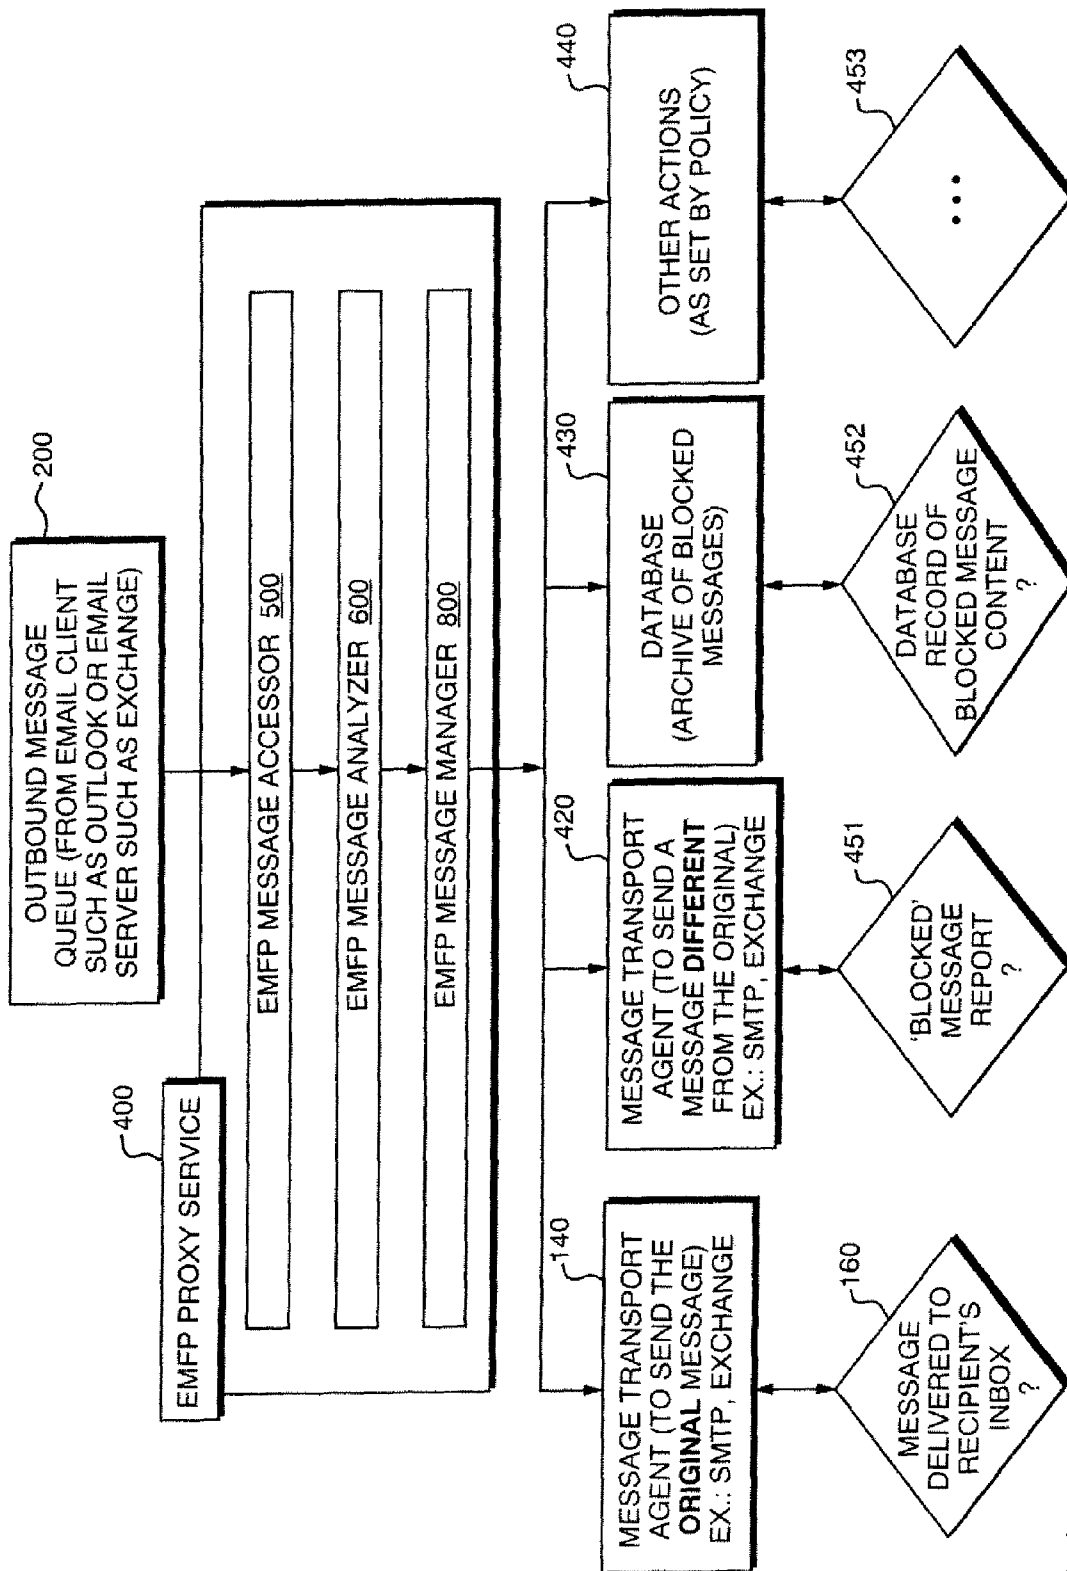 OUTBOUND MESSAGE
QUEUE (FROM EMAIL CLIENT
SUCH AS OUTLOOK OR EMAIL
SERVER SUCH AS EXCHANGE)
200
EMFP PROXY SERVICE
400
EMFP MESSAGE ACCESSOR 500
EMFP MESSAGE ANALYZER 600
EMFP MESSAGE MANAGER 800
MESSAGE TRANSPORT
AGENT (TO SEND THE
ORIGINAL MESSAGE)
EX.: SMTP, EXCHANGE
140
MESSAGE TRANSPORT
AGENT (TO SEND A
MESSAGE DIFFERENT
FROM THE ORIGINAL)
EX.: SMTP, EXCHANGE
420
DATABASE
(ARCHIVE OF BLOCKED
MESSAGES)
430
OTHER ACTIONS
(AS SET BY POLICY)
440
MESSAGE
DELIVERED TO
RECIPIENT'S
INBOX
?
160
'BLOCKED'
MESSAGE
REPORT
?
451
DATABASE
RECORD OF
BLOCKED MESSAGE
CONTENT
?
452
...
453